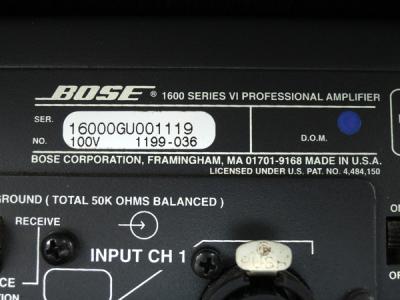 BOSE ® 1600 SERIES VI PROFESSIONAL AMPLIFIER
SER. 16000GU001119
NO. 100V 1199-036
D.O.M.
BOSE CORPORATION, FRAMINGHAM, MA 01701-9168 MADE IN U.S.A.
LICENSED UNDER U.S. PAT. NO. 4,484,150
GROUND ( TOTAL 50K OHMS BALANCED )
RECEIVE
INPUT CH 1
PUSH